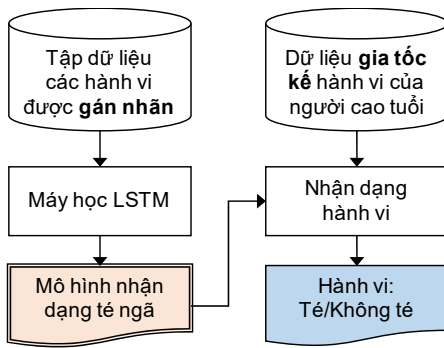 Tập dữ liệu
các hành vi
được gán nhãn
Máy học LSTM
Mô hình nhận
dạng té ngã
Dữ liệu gia tốc
kế hành vi của
người cao tuổi
Nhận dạng
hành vi
Hành vi:
Té/Không té